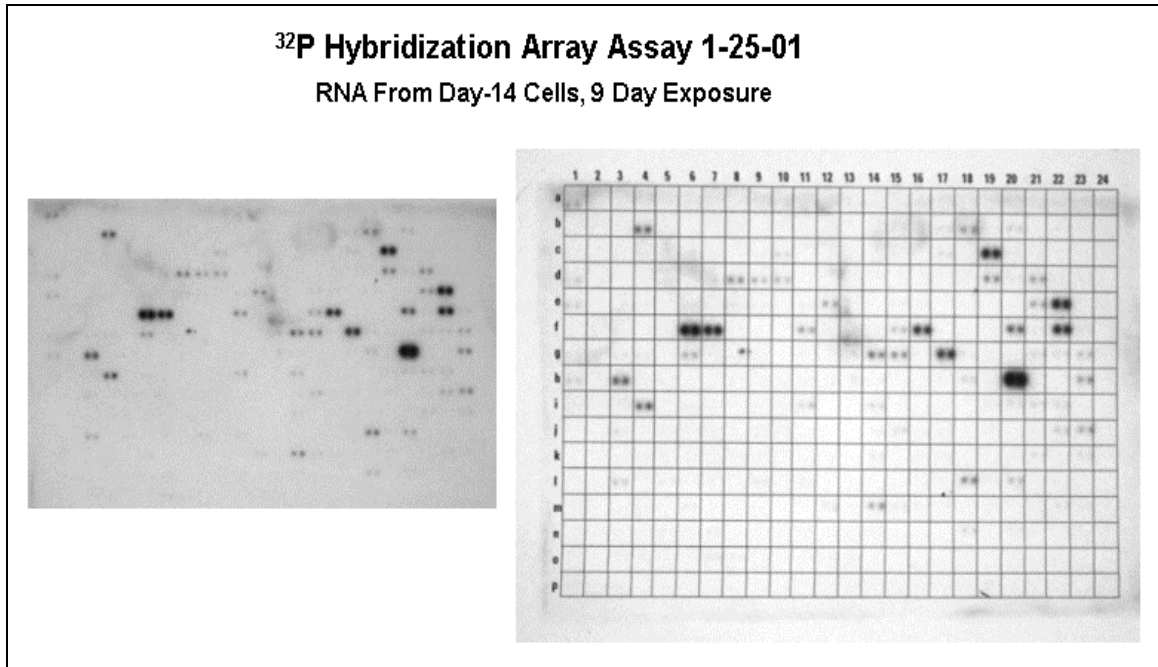 ³²P Hybridization Array Assay 1-25-01
RNA From Day-14 Cells, 9 Day Exposure
1 2 3 4 5 6 7 8 9 10 11 12 13 14 15 16 17 18 19 20 21 22 23 24
a
b
c
d
e
f
g
h
i
j
k
l
m
n
o
p